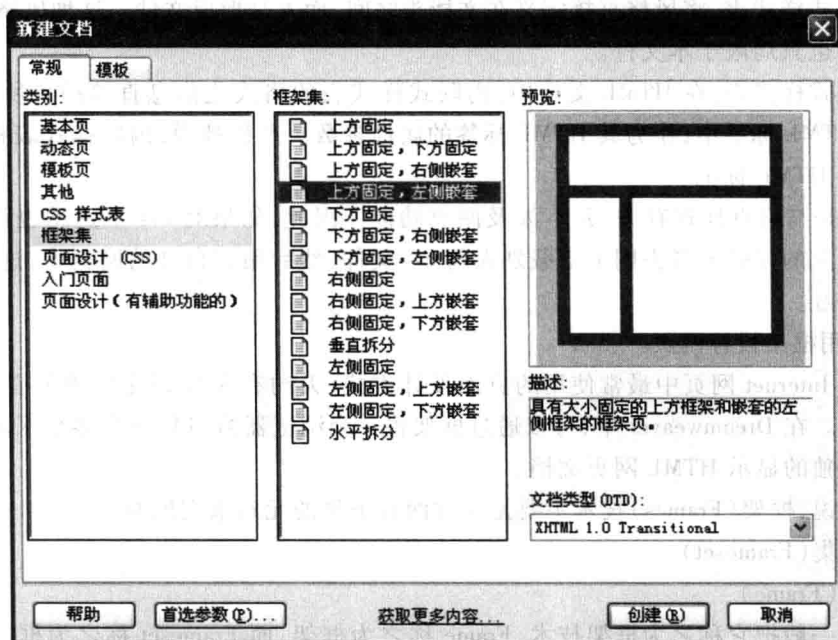 新建文档
常规 模板
类别:
基本页
动态页
模板页
其他
CSS 样式表
框架集
页面设计 (CSS)
入门页面
页面设计(有辅助功能的)
框架集:
上方固定
上方固定,下方固定
上方固定,右侧嵌套
上方固定,左侧嵌套
下方固定
下方固定,右侧嵌套
下方固定,左侧嵌套
右侧固定
右侧固定,上方嵌套
右侧固定,下方嵌套
垂直拆分
左侧固定
左侧固定,上方嵌套
左侧固定,下方嵌套
水平拆分
预览:
描述:
具有大小固定的上方框架和嵌套的左
侧框架的框架页。
文档类型(DTD):
XHTML 1.0 Transitional
帮助
首选参数(P)...
获取更多内容...
创建(R)
取消